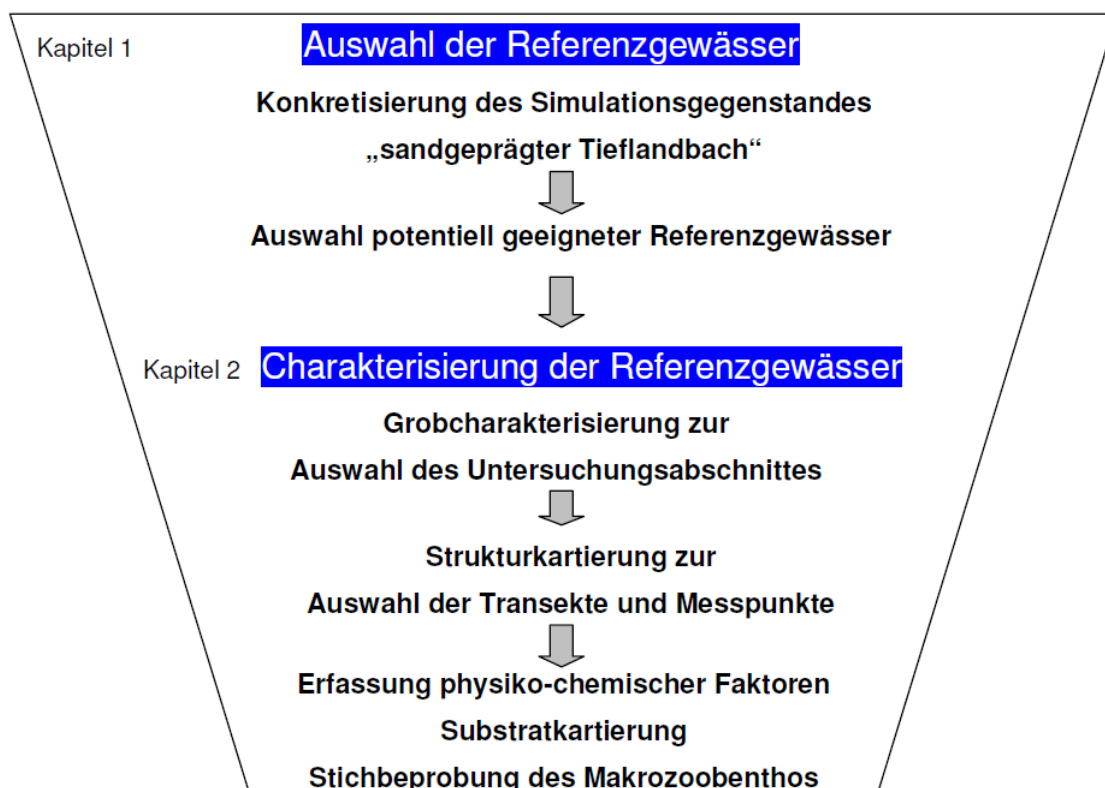 Kapitel 1 Auswahl der Referenzgewässer
Konkretisierung des Simulationsgegenstandes
„sandgeprägter Tieflandbach“
Auswahl potentiell geeigneter Referenzgewässer
Kapitel 2 Charakterisierung der Referenzgewässer
Grobcharakterisierung zur
Auswahl des Untersuchungsabschnittes
Strukturkartierung zur
Auswahl der Transekte und Messpunkte
Erfassung physiko-chemischer Faktoren
Substratkartierung
Stichbeprobung des Makrozoobenthos